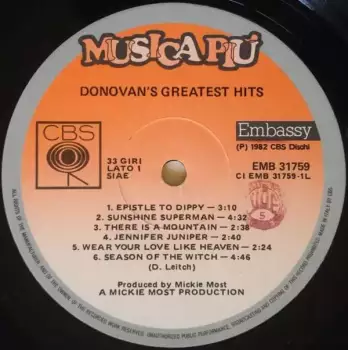 MUSICA PIÚ
DONOVAN'S GREATEST HITS
CBS
Embassy
(P) 1982 CBS Dischi
33 GIRI
LATO 1
SIAE
EMB 31759
CI EMB 31759-1L
1. EPISTLE TO DIPPY — 3:10
2. SUNSHINE SUPERMAN — 4:32
3. THERE IS A MOUNTAIN — 2:38
4. JENNIFER JUNIPER — 2:40
5. WEAR YOUR LOVE LIKE HEAVEN — 2:24
6. SEASON OF THE WITCH — 4:46
(D. Leitch)
Produced by Mickie Most
A MICKIE MOST PRODUCTION